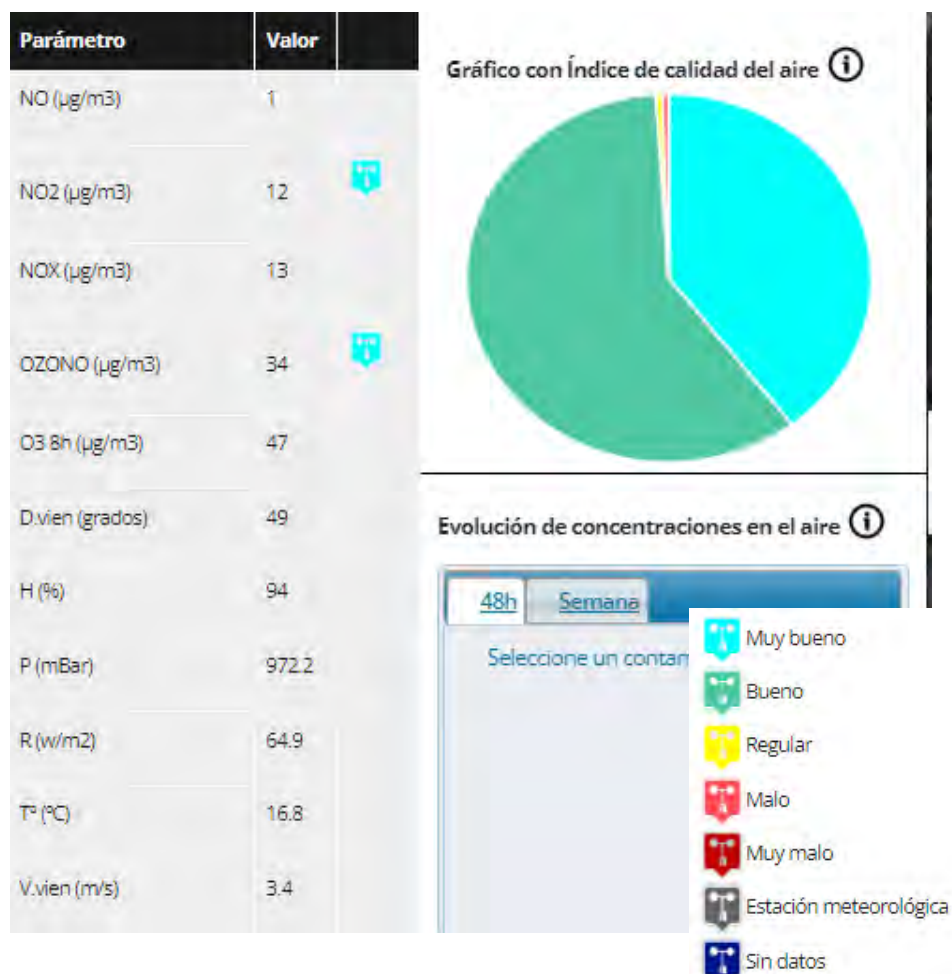 Parámetro Valor
NO (µg/m3) 1
NO2 (µg/m3) 12
NOX (µg/m3) 13
OZONO (µg/m3) 34
O3 8h (µg/m3) 47
D.vien (grados) 49
H (%) 94
P (mBar) 972.2
R (w/m2) 64.9
Tº (ºC) 16.8
V.vien (m/s) 3.4
Gráfico con Índice de calidad del aire i
Evolución de concentraciones en el aire i
48h Semana
Seleccione un contan
Muy bueno
Bueno
Regular
Malo
Muy malo
Estación meteorológica
Sin datos